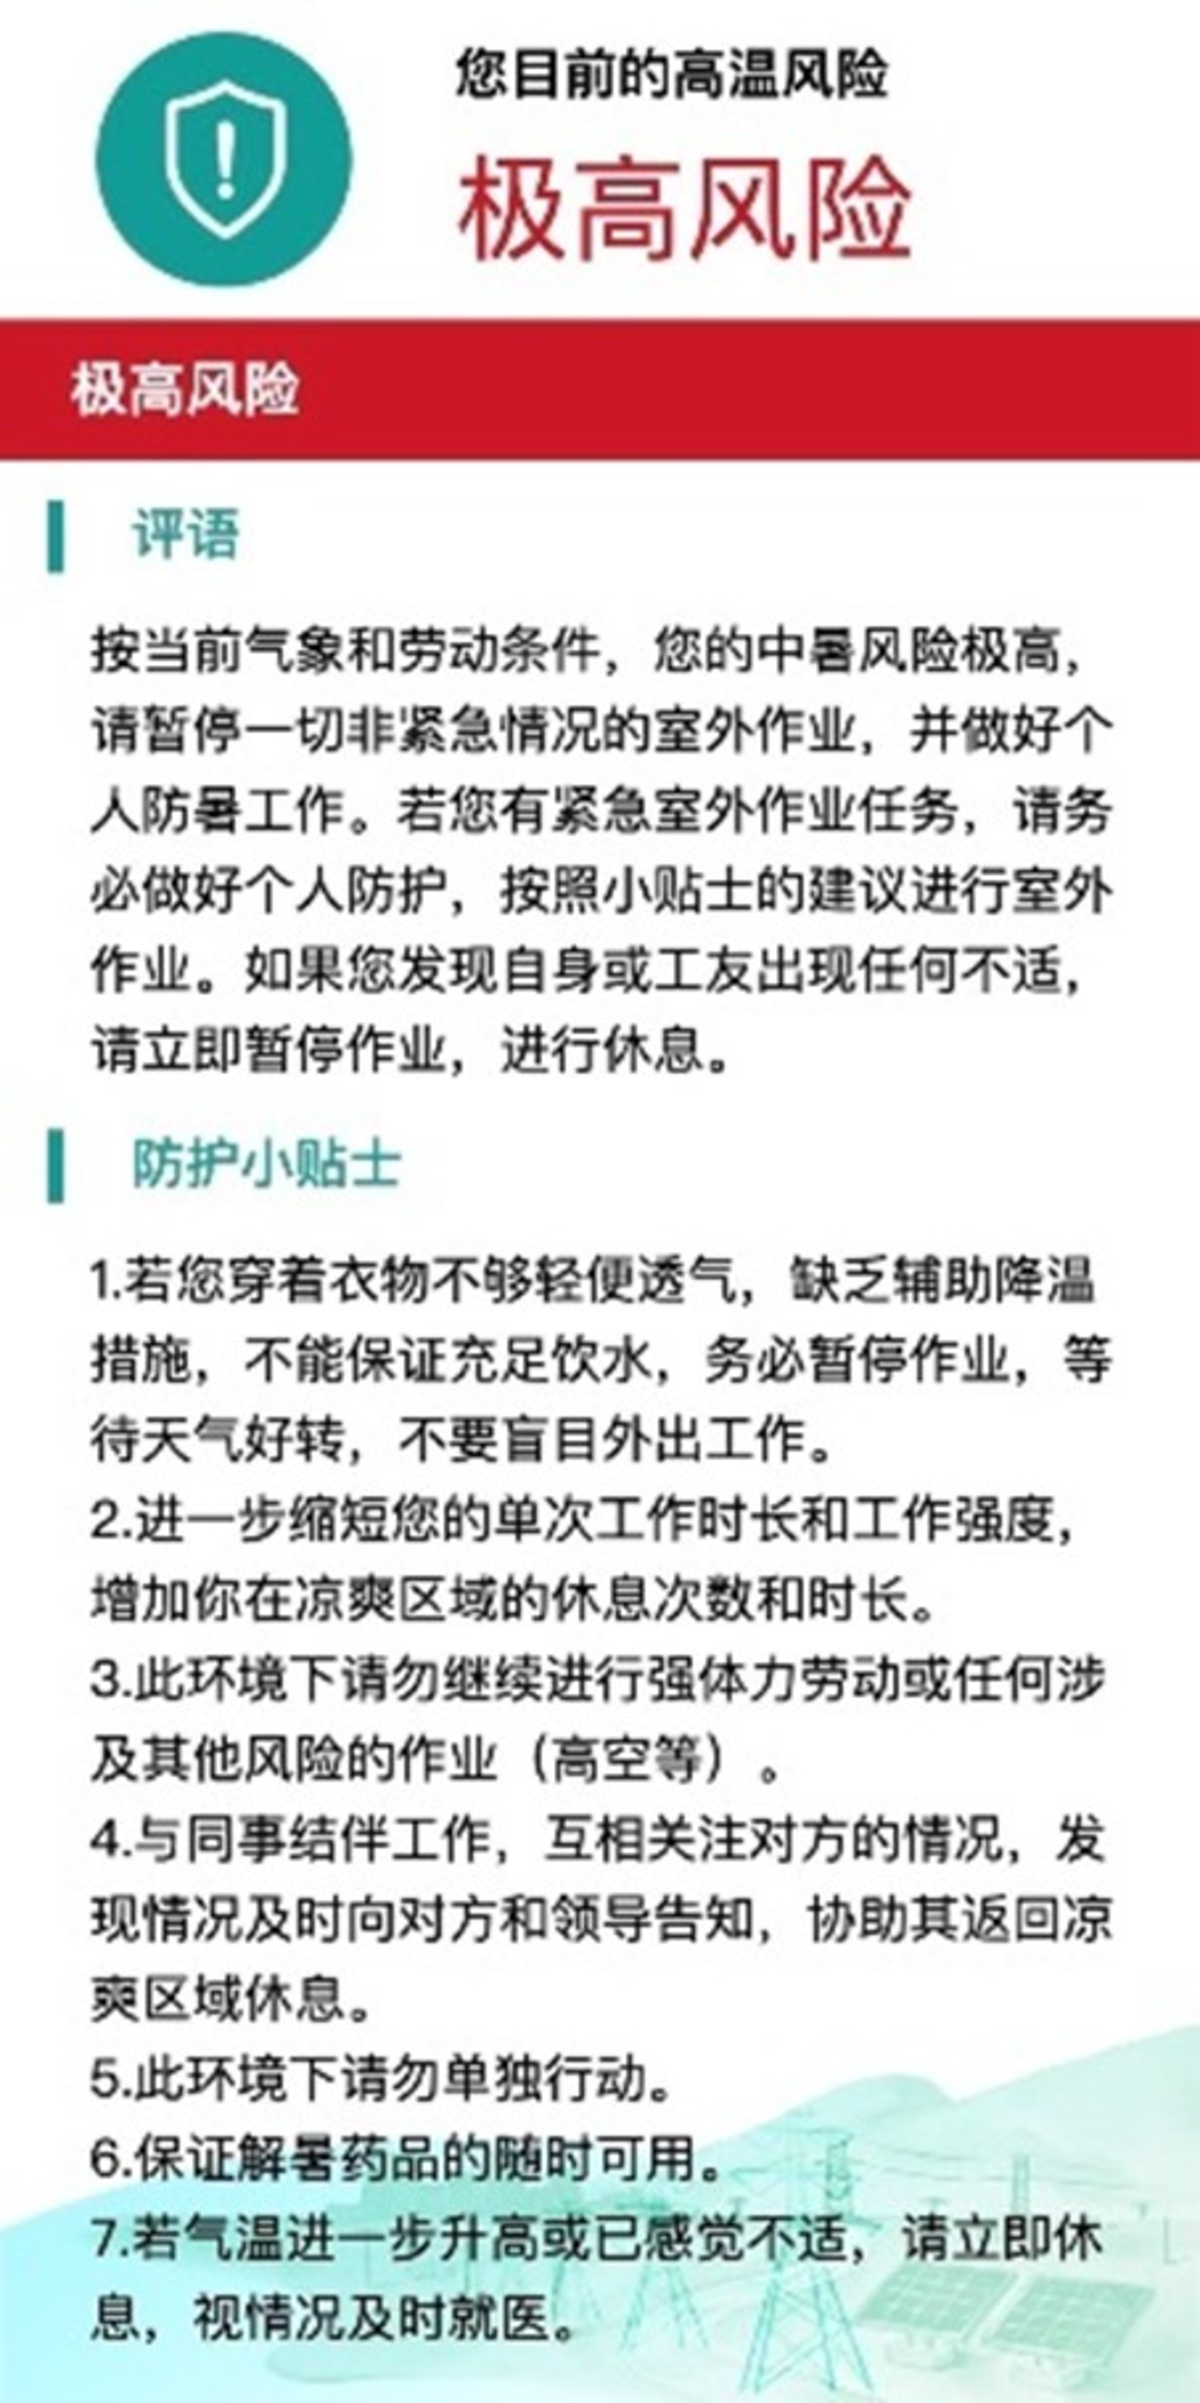 您目前的高温风险
极高风险
极高风险
评语
按当前气象和劳动条件，您的中暑风险极高，
请暂停一切非紧急情况的室外作业，并做好个
人防暑工作。若您有紧急室外作业任务，请务
必做好个人防护，按照小贴士的建议进行室外
作业。如果您发现自身或工友出现任何不适，
请立即暂停作业，进行休息。
防护小贴士
1.若您穿着衣物不够轻便透气，缺乏辅助降温
措施，不能保证充足饮水，务必暂停作业，等
待天气好转，不要盲目外出工作。
2.进一步缩短您的单次工作时长和工作强度，
增加你在凉爽区域的休息次数和时长。
3.此环境下请勿继续进行强体力劳动或任何涉
及其他风险的作业（高空等）。
4.与同事结伴工作，互相关注对方的情况，发
现情况及时向对方和领导告知，协助其返回凉
爽区域休息。
5.此环境下请勿单独行动。
6.保证解暑药品的随时可用。
7.若气温进一步升高或已感觉不适，请立即休
息，视情况及时就医。